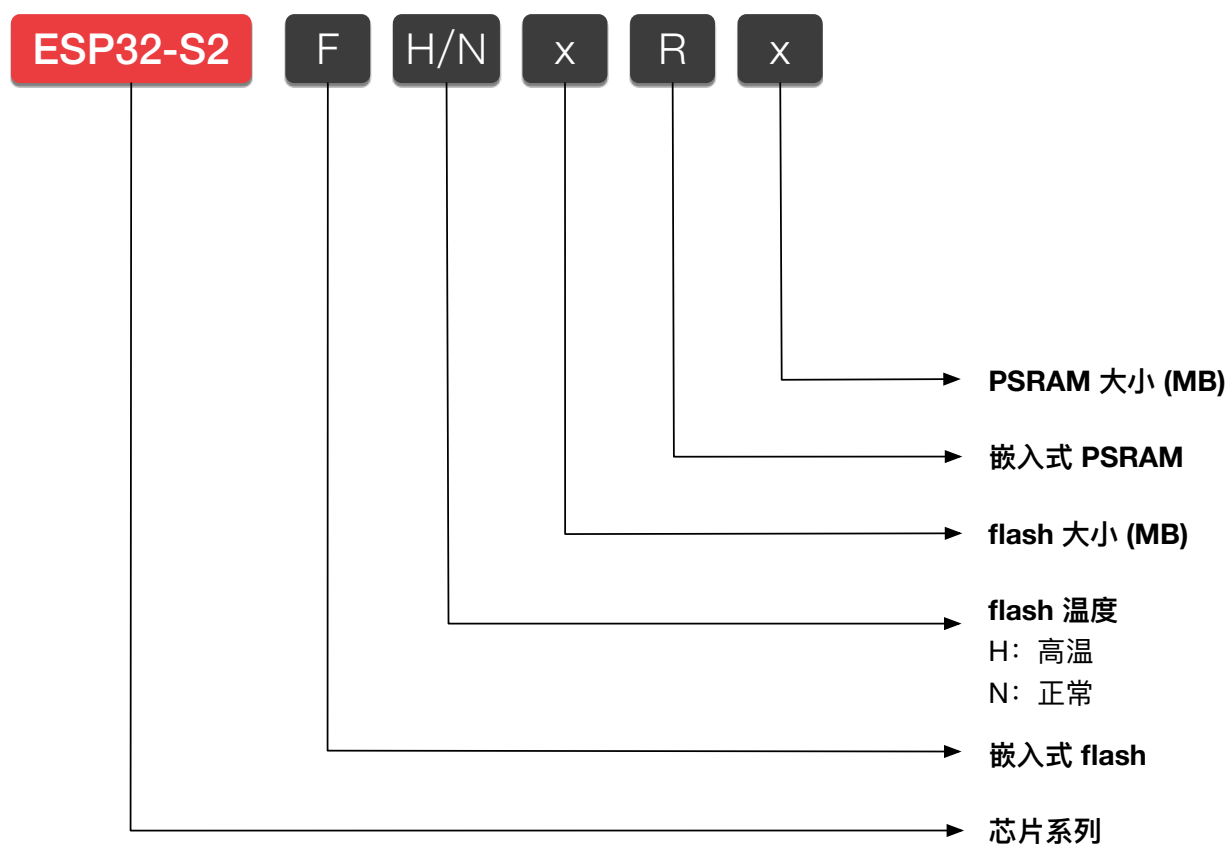 ESP32-S2 F H/N x R x
PSRAM 大小 (MB)
嵌入式 PSRAM
flash 大小 (MB)
flash 温度
H：高温
N：正常
嵌入式 flash
芯片系列